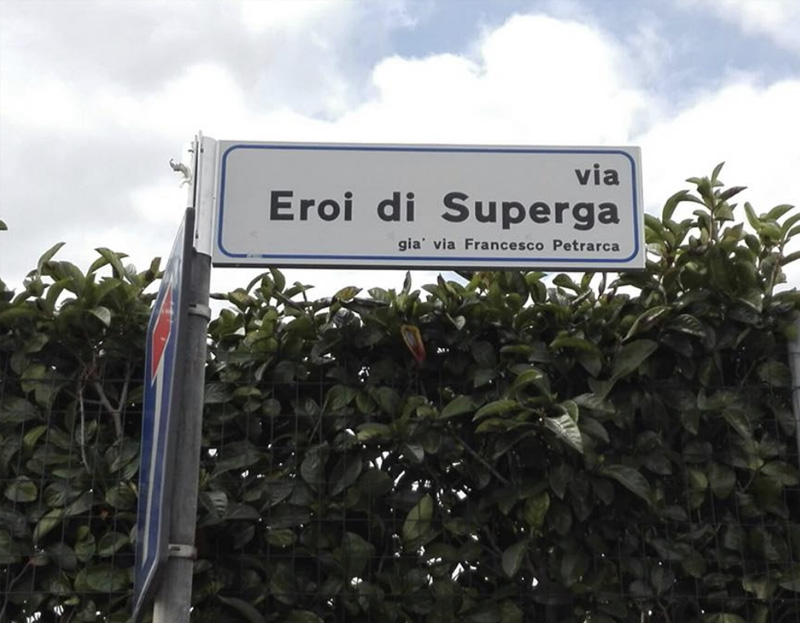 via
Eroi di Superga
gia' via Francesco Petrarca